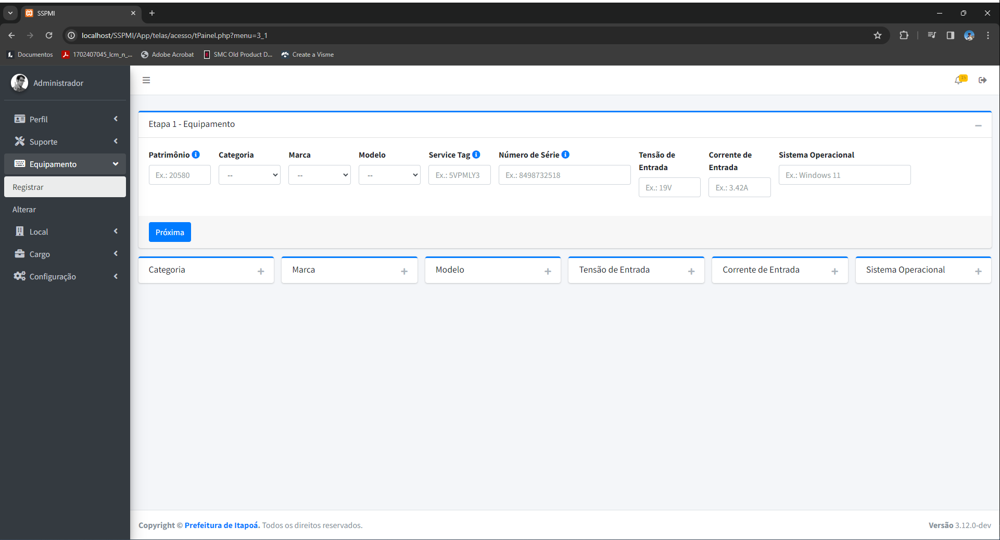 SSPMI
localhost/SSPMI/App/telas/acesso/tPainel.php?menu=3_1
Documentos 1702407045_lcm_n_... Adobe Acrobat SMC Old Product D... Create a Visme
Administrador
15
Perfil
Suporte
Equipamento
Registrar
Alterar
Local
Cargo
Configuração
Etapa 1 - Equipamento
Patrimônio Categoria Marca Modelo Service Tag Número de Série Tensão de Entrada Corrente de Entrada Sistema Operacional
Ex.: 20580 -- -- -- Ex.: 5VPMLY3 Ex.: 8498732518 Ex.: 19V Ex.: 3.42A Ex.: Windows 11
Próxima
Categoria Marca Modelo Tensão de Entrada Corrente de Entrada Sistema Operacional
Copyright © Prefeitura de Itapoá. Todos os direitos reservados. Versão 3.12.0-dev